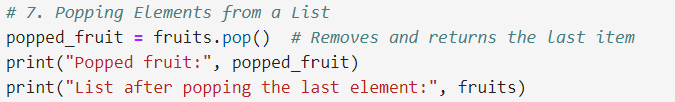 # 7. Popping Elements from a List
popped_fruit = fruits.pop()  # Removes and returns the last item
print("Popped fruit:", popped_fruit)
print("List after popping the last element:", fruits)